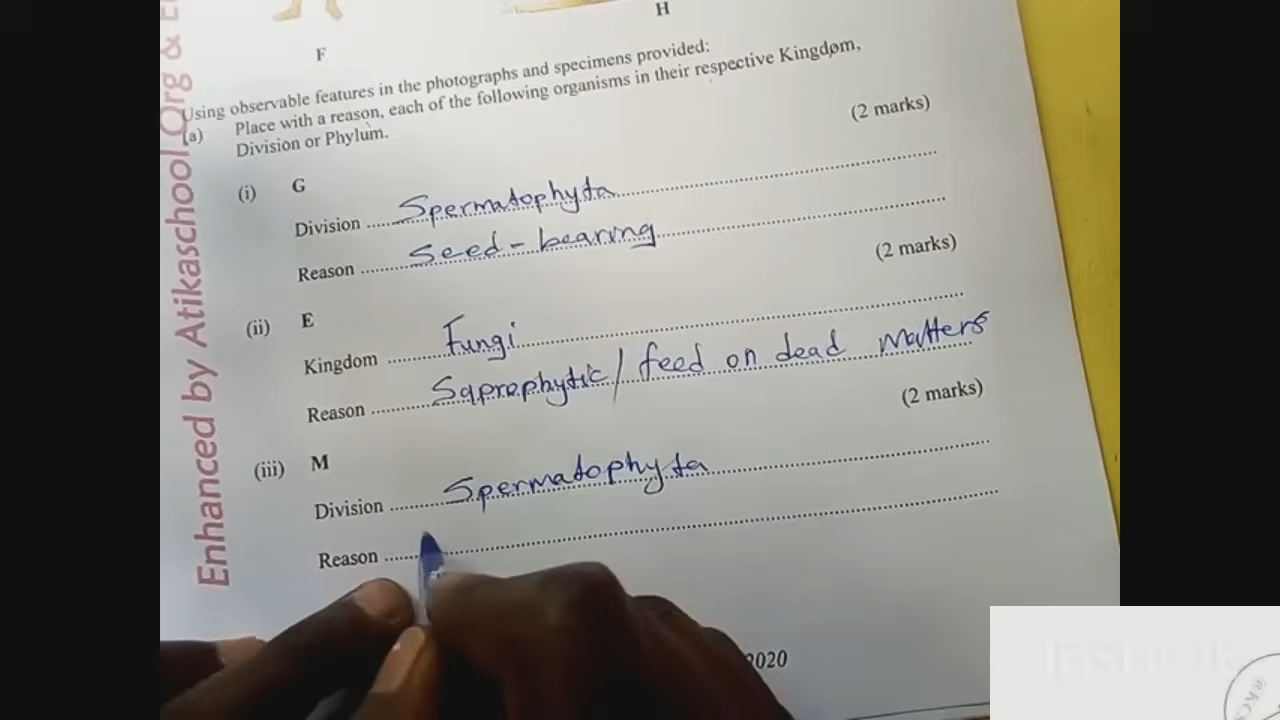 F
H
Using observable features in the photographs and specimens provided:
(a) Place with a reason, each of the following organisms in their respective Kingdom,
Division or Phylum.
(2 marks)
(i) G
Division Spermatophyta
Reason Seed-bearing
(2 marks)
(ii) E
Kingdom Fungi
Reason Saprophytic/feed on dead matters
(2 marks)
(iii) M
Division Spermatophyta
Reason
2020
Enhanced by Atikaschool.Org &